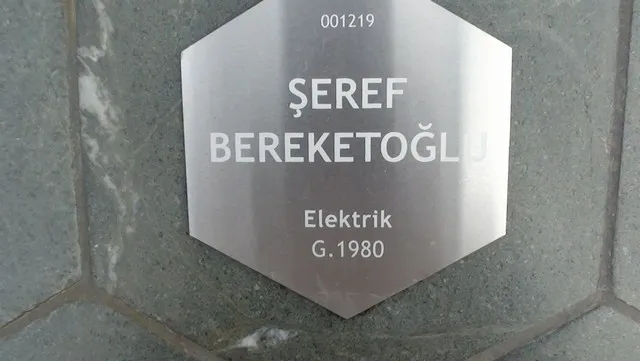 001219
ŞEREF
BEREKETOĞLU
Elektrik
G.1980